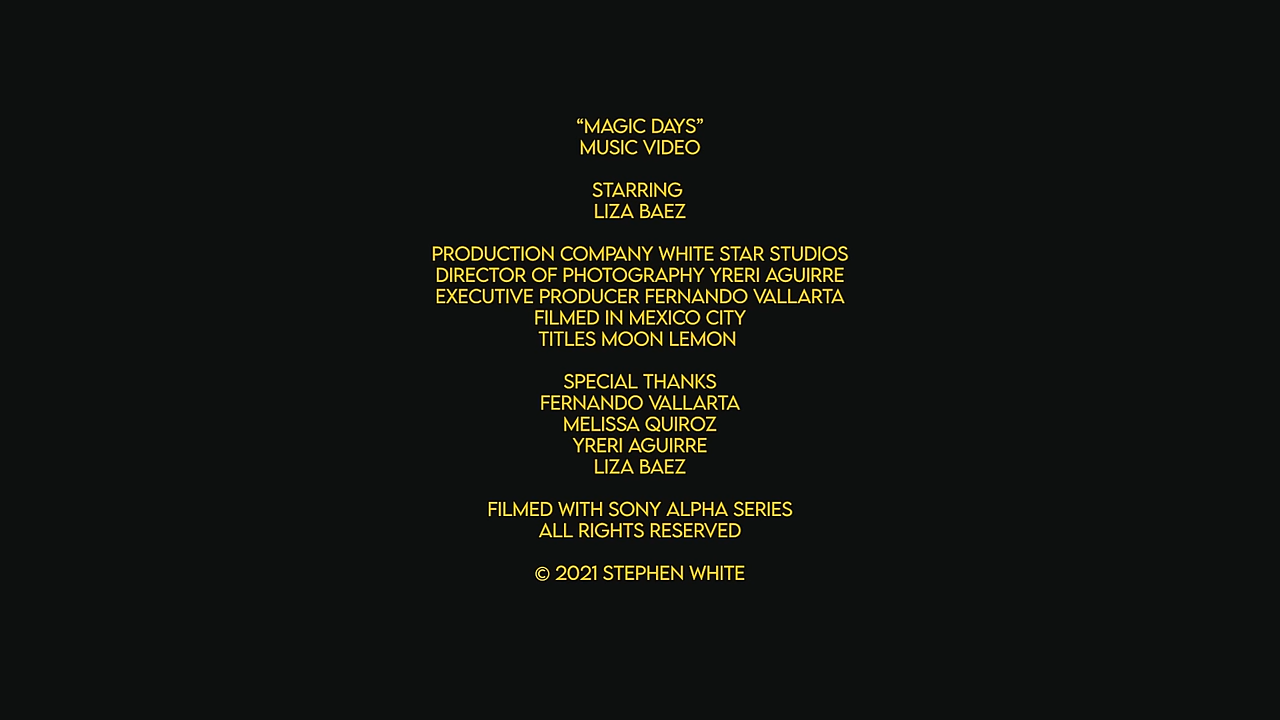 “MAGIC DAYS”
MUSIC VIDEO
STARRING
LIZA BAEZ
PRODUCTION COMPANY WHITE STAR STUDIOS
DIRECTOR OF PHOTOGRAPHY YRERI AGUIRRE
EXECUTIVE PRODUCER FERNANDO VALLARTA
FILMED IN MEXICO CITY
TITLES MOON LEMON
SPECIAL THANKS
FERNANDO VALLARTA
MELISSA QUIROZ
YRERI AGUIRRE
LIZA BAEZ
FILMED WITH SONY ALPHA SERIES
ALL RIGHTS RESERVED
© 2021 STEPHEN WHITE